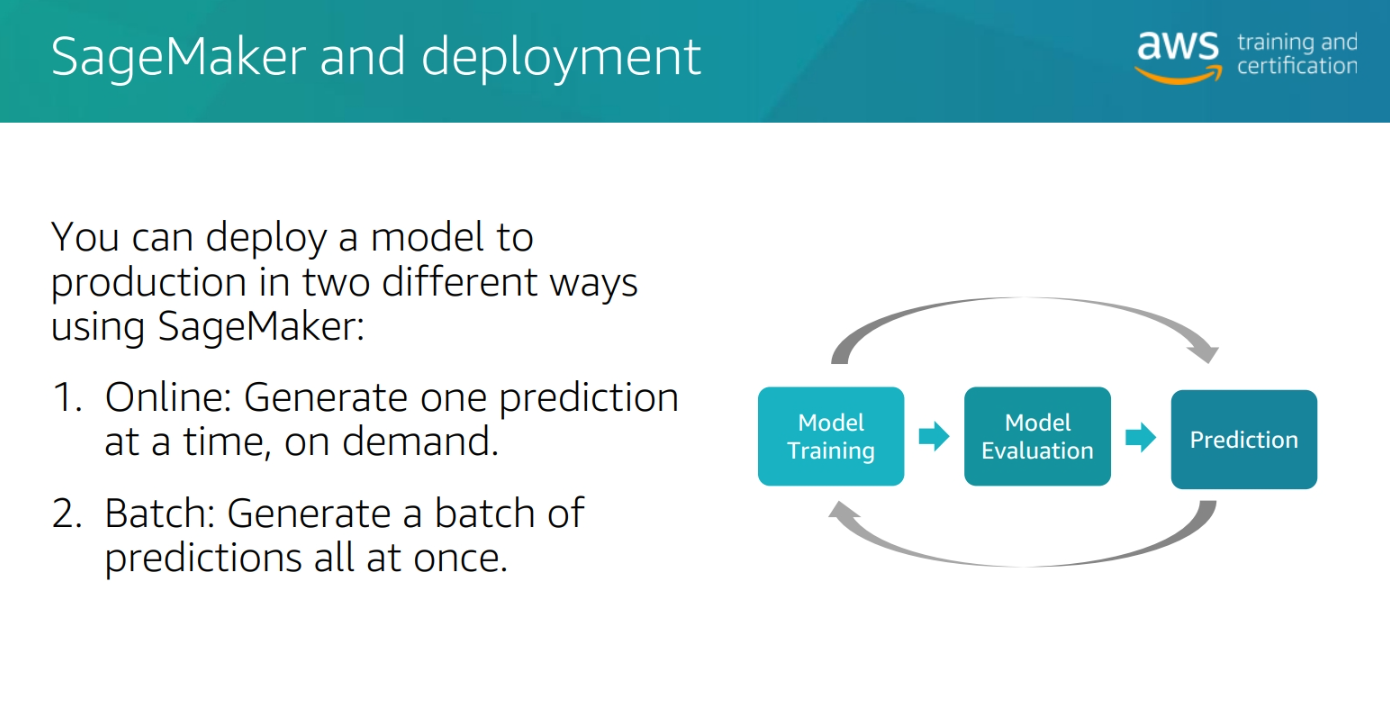 SageMaker and deployment
aws training and
certification
You can deploy a model to
production in two different ways
using SageMaker:
1. Online: Generate one prediction
at a time, on demand.
2. Batch: Generate a batch of
predictions all at once.
Model
Training
Model
Evaluation
Prediction